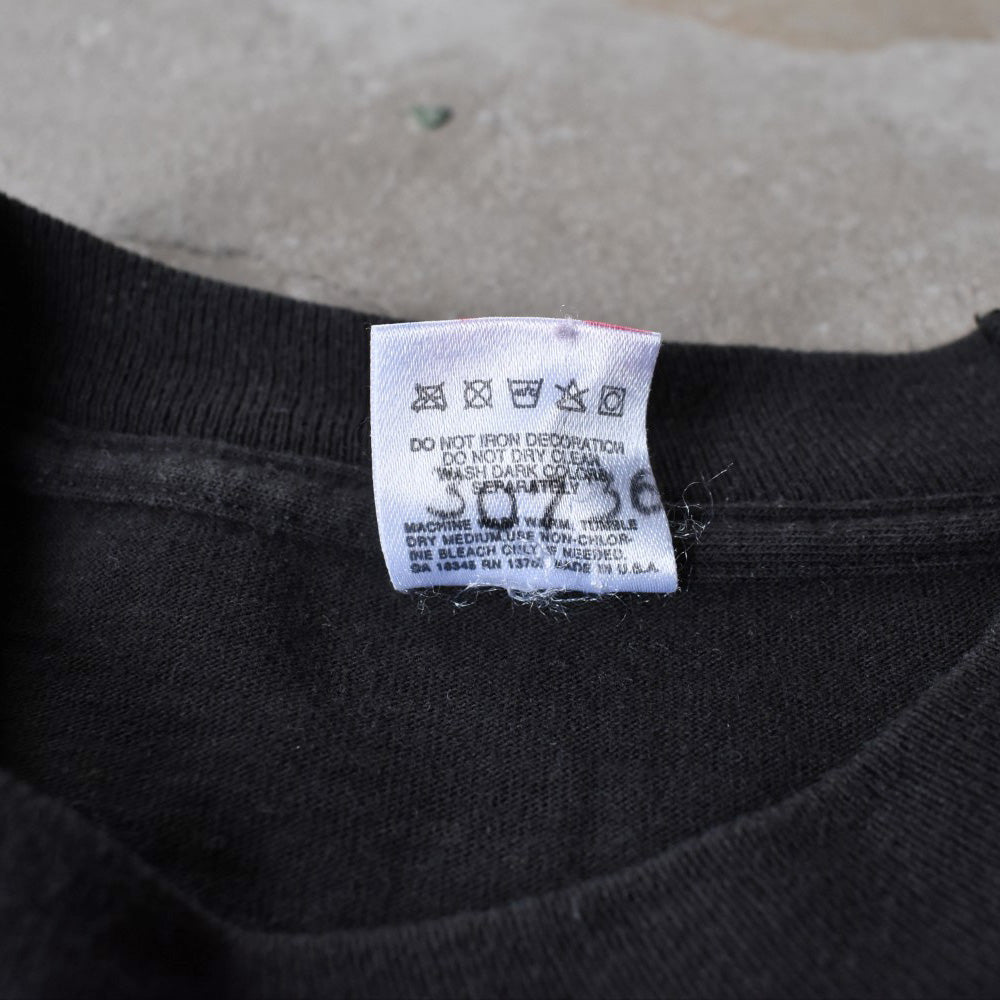 DO NOT IRON DECORATION
DO NOT DRY CLEAN
WASH DARK COLORS
SEPARATELY
30736
MACHINE WASH WARM, TUMBLE
DRY MEDIUM.USE NON-CHLOR-
INE BLEACH ONLY IF NEEDED.
RN MADE IN U.S.A.